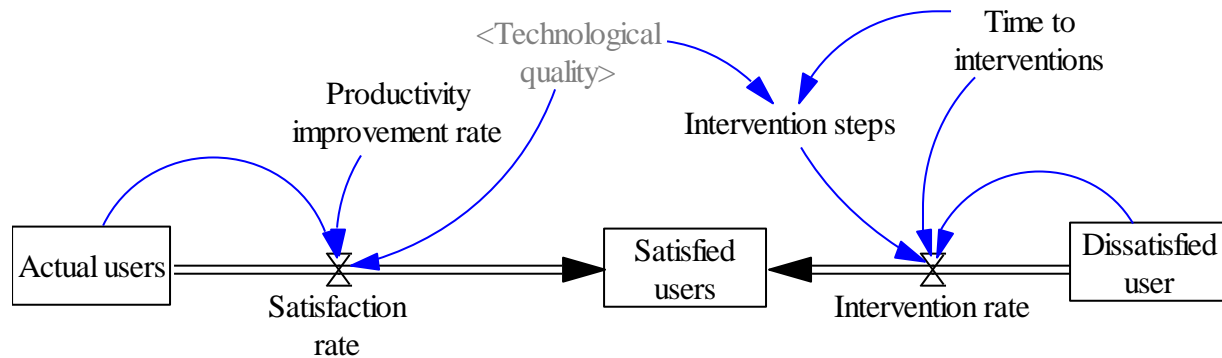 <Technological
quality>
Time to
interventions
Productivity
improvement rate
Intervention steps
Actual users
Satisfied
users
Dissatisfied
user
Satisfaction
rate
Intervention rate